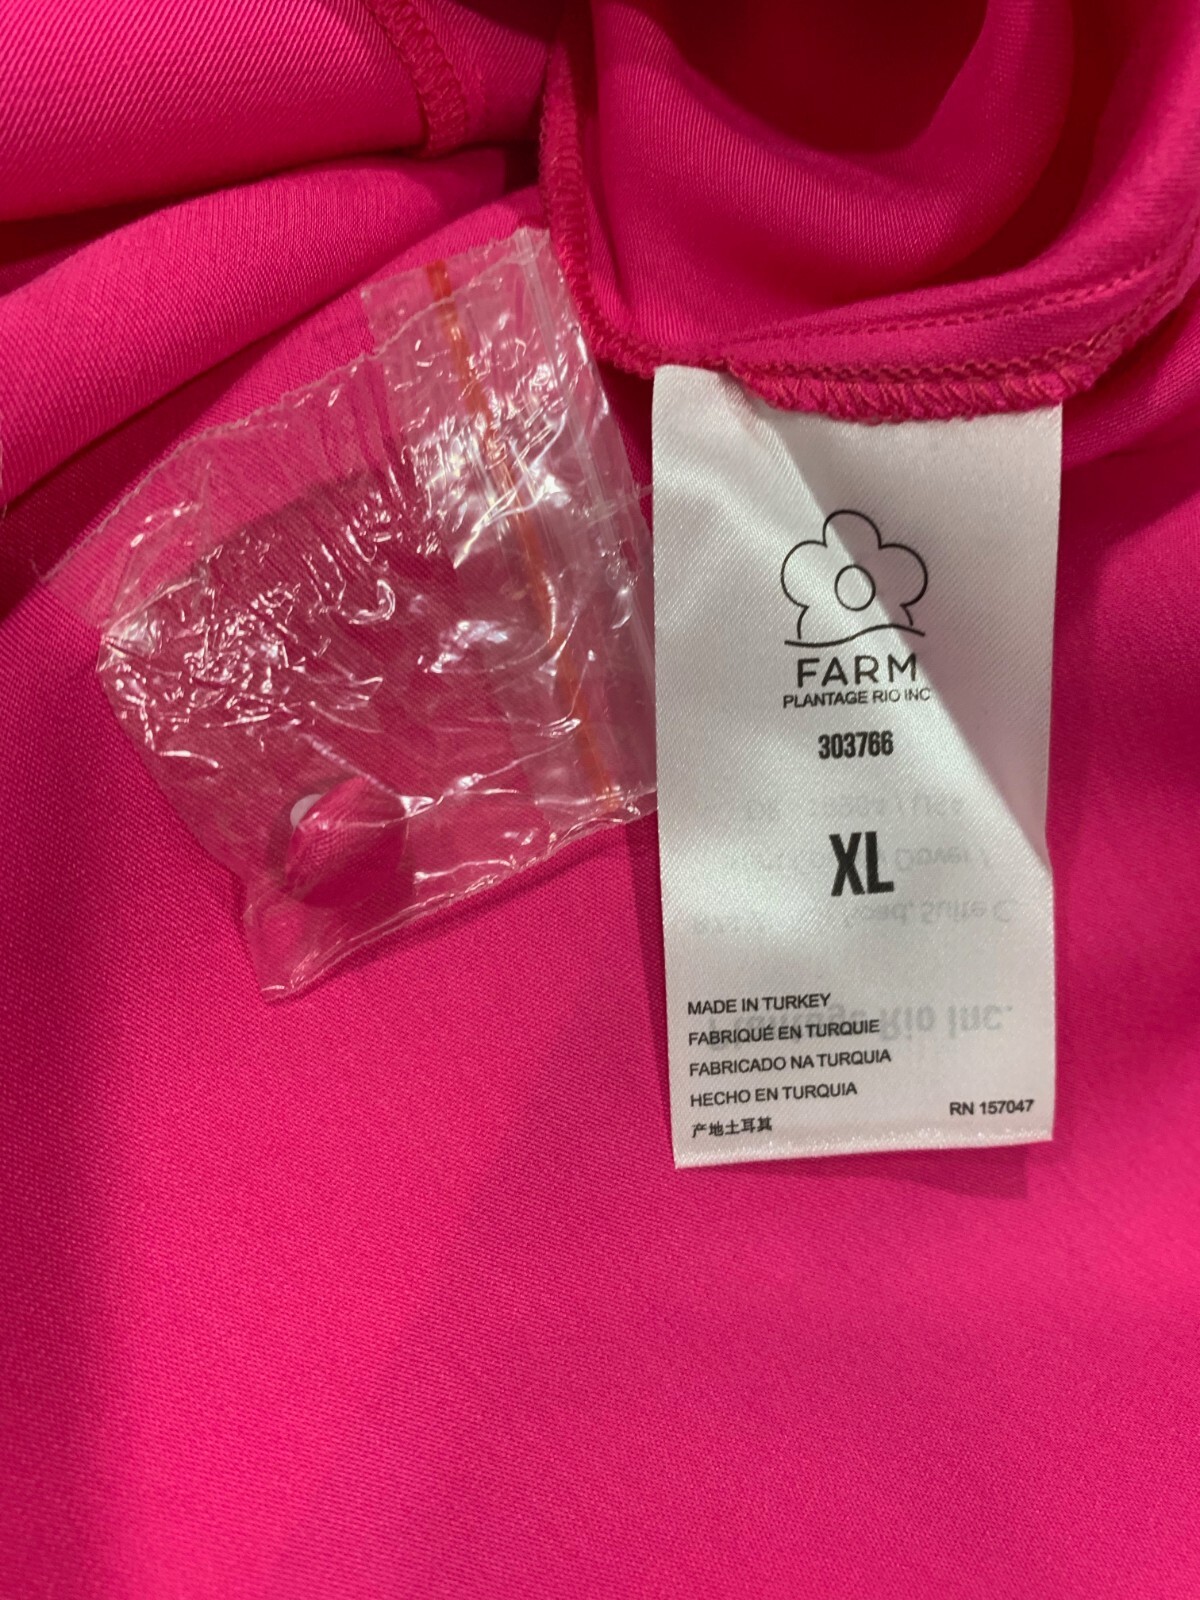 FARM
PLANTAGE RIO INC
303766
XL
MADE IN TURKEY
FABRIQUÉ EN TURQUIE
FABRICADO NA TURQUIA
HECHO EN TURQUIA
产地土耳其
RN 157047